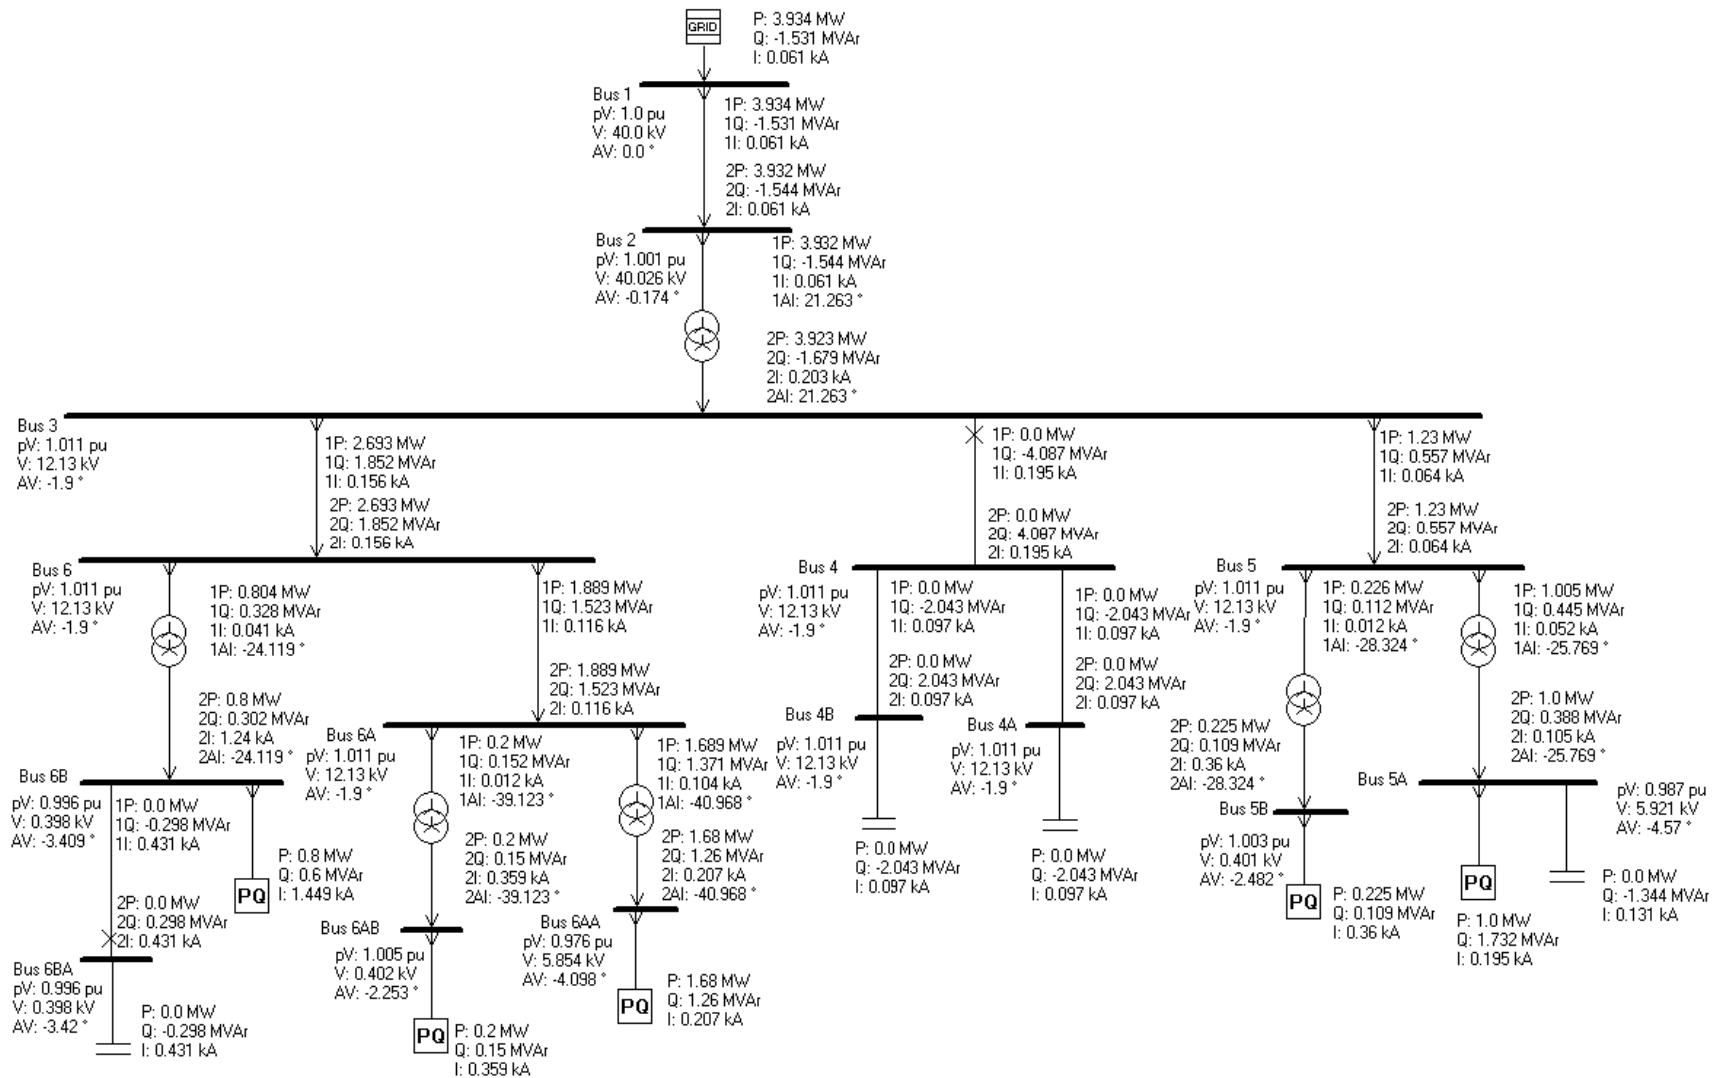 GRID
P: 3.934 MW
Q: -1.531 MVAr
I: 0.061 kA
Bus 1
pV: 1.0 pu
V: 40.0 kV
AV: 0.0 °
1P: 3.934 MW
1Q: -1.531 MVAr
1I: 0.061 kA
2P: 3.932 MW
2Q: -1.544 MVAr
2I: 0.061 kA
Bus 2
pV: 1.001 pu
V: 40.026 kV
AV: -0.174 °
1P: 3.932 MW
1Q: -1.544 MVAr
1I: 0.061 kA
1AI: 21.263 °
2P: 3.923 MW
2Q: -1.679 MVAr
2I: 0.203 kA
2AI: 21.263 °
Bus 3
pV: 1.011 pu
V: 12.13 kV
AV: -1.9 °
1P: 2.693 MW
1Q: 1.852 MVAr
1I: 0.156 kA
2P: 2.693 MW
2Q: 1.852 MVAr
2I: 0.156 kA
1P: 0.0 MW
1Q: -4.087 MVAr
1I: 0.195 kA
2P: 0.0 MW
2Q: 4.087 MVAr
2I: 0.195 kA
1P: 1.23 MW
1Q: 0.557 MVAr
1I: 0.064 kA
2P: 1.23 MW
2Q: 0.557 MVAr
2I: 0.064 kA
Bus 6
pV: 1.011 pu
V: 12.13 kV
AV: -1.9 °
1P: 0.804 MW
1Q: 0.328 MVAr
1I: 0.041 kA
1AI: -24.119 °
2P: 0.8 MW
2Q: 0.302 MVAr
2I: 1.24 kA
2AI: -24.119 °
1P: 1.889 MW
1Q: 1.523 MVAr
1I: 0.116 kA
2P: 1.889 MW
2Q: 1.523 MVAr
2I: 0.116 kA
Bus 4
pV: 1.011 pu
V: 12.13 kV
AV: -1.9 °
1P: 0.0 MW
1Q: -2.043 MVAr
1I: 0.097 kA
2P: 0.0 MW
2Q: 2.043 MVAr
2I: 0.097 kA
1P: 0.0 MW
1Q: -2.043 MVAr
1I: 0.097 kA
2P: 0.0 MW
2Q: 2.043 MVAr
2I: 0.097 kA
Bus 5
pV: 1.011 pu
V: 12.13 kV
AV: -1.9 °
1P: 0.226 MW
1Q: 0.112 MVAr
1I: 0.012 kA
1AI: -28.324 °
2P: 0.225 MW
2Q: 0.109 MVAr
2I: 0.36 kA
2AI: -28.324 °
1P: 1.005 MW
1Q: 0.445 MVAr
1I: 0.052 kA
1AI: -25.769 °
2P: 1.0 MW
2Q: 0.388 MVAr
2I: 0.105 kA
2AI: -25.769 °
Bus 6B
pV: 0.996 pu
V: 0.398 kV
AV: -3.409 °
1P: 0.0 MW
1Q: -0.298 MVAr
1I: 0.431 kA
2P: 0.0 MW
2Q: 0.298 MVAr
2I: 0.431 kA
P: 0.8 MW
Q: 0.6 MVAr
I: 1.449 kA
PQ
Bus 6BA
pV: 0.996 pu
V: 0.398 kV
AV: -3.42 °
P: 0.0 MW
Q: -0.298 MVAr
I: 0.431 kA
Bus 6A
pV: 1.011 pu
V: 12.13 kV
AV: -1.9 °
1P: 0.2 MW
1Q: 0.152 MVAr
1I: 0.012 kA
1AI: -39.123 °
2P: 0.2 MW
2Q: 0.15 MVAr
2I: 0.359 kA
2AI: -39.123 °
1P: 1.689 MW
1Q: 1.371 MVAr
1I: 0.104 kA
1AI: -40.968 °
2P: 1.68 MW
2Q: 1.26 MVAr
2I: 0.207 kA
2AI: -40.968 °
Bus 6AB
pV: 1.005 pu
V: 0.402 kV
AV: -2.253 °
PQ
P: 0.2 MW
Q: 0.15 MVAr
I: 0.359 kA
Bus 6AA
pV: 0.976 pu
V: 5.854 kV
AV: -4.098 °
PQ
P: 1.68 MW
Q: 1.26 MVAr
I: 0.207 kA
Bus 4B
pV: 1.011 pu
V: 12.13 kV
AV: -1.9 °
P: 0.0 MW
Q: -2.043 MVAr
I: 0.097 kA
Bus 4A
pV: 1.011 pu
V: 12.13 kV
AV: -1.9 °
P: 0.0 MW
Q: -2.043 MVAr
I: 0.097 kA
Bus 5B
pV: 1.003 pu
V: 0.401 kV
AV: -2.482 °
PQ
P: 0.225 MW
Q: 0.109 MVAr
I: 0.36 kA
Bus 5A
pV: 0.987 pu
V: 5.921 kV
AV: -4.57 °
PQ
P: 1.0 MW
Q: 1.732 MVAr
I: 0.195 kA
P: 0.0 MW
Q: -1.344 MVAr
I: 0.131 kA